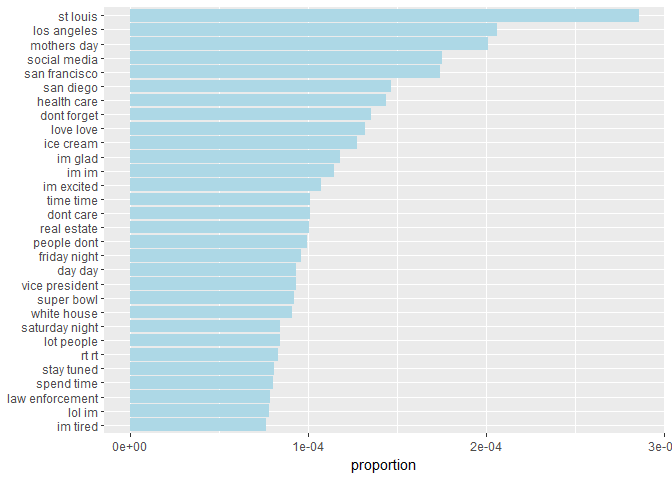 st louis
los angeles
mothers day
social media
san francisco
san diego
health care
dont forget
love love
ice cream
im glad
im im
im excited
time time
dont care
real estate
people dont
friday night
day day
vice president
super bowl
white house
saturday night
lot people
rt rt
stay tuned
spend time
law enforcement
lol im
im tired
0e+00 1e-04 2e-04 3e-0
proportion